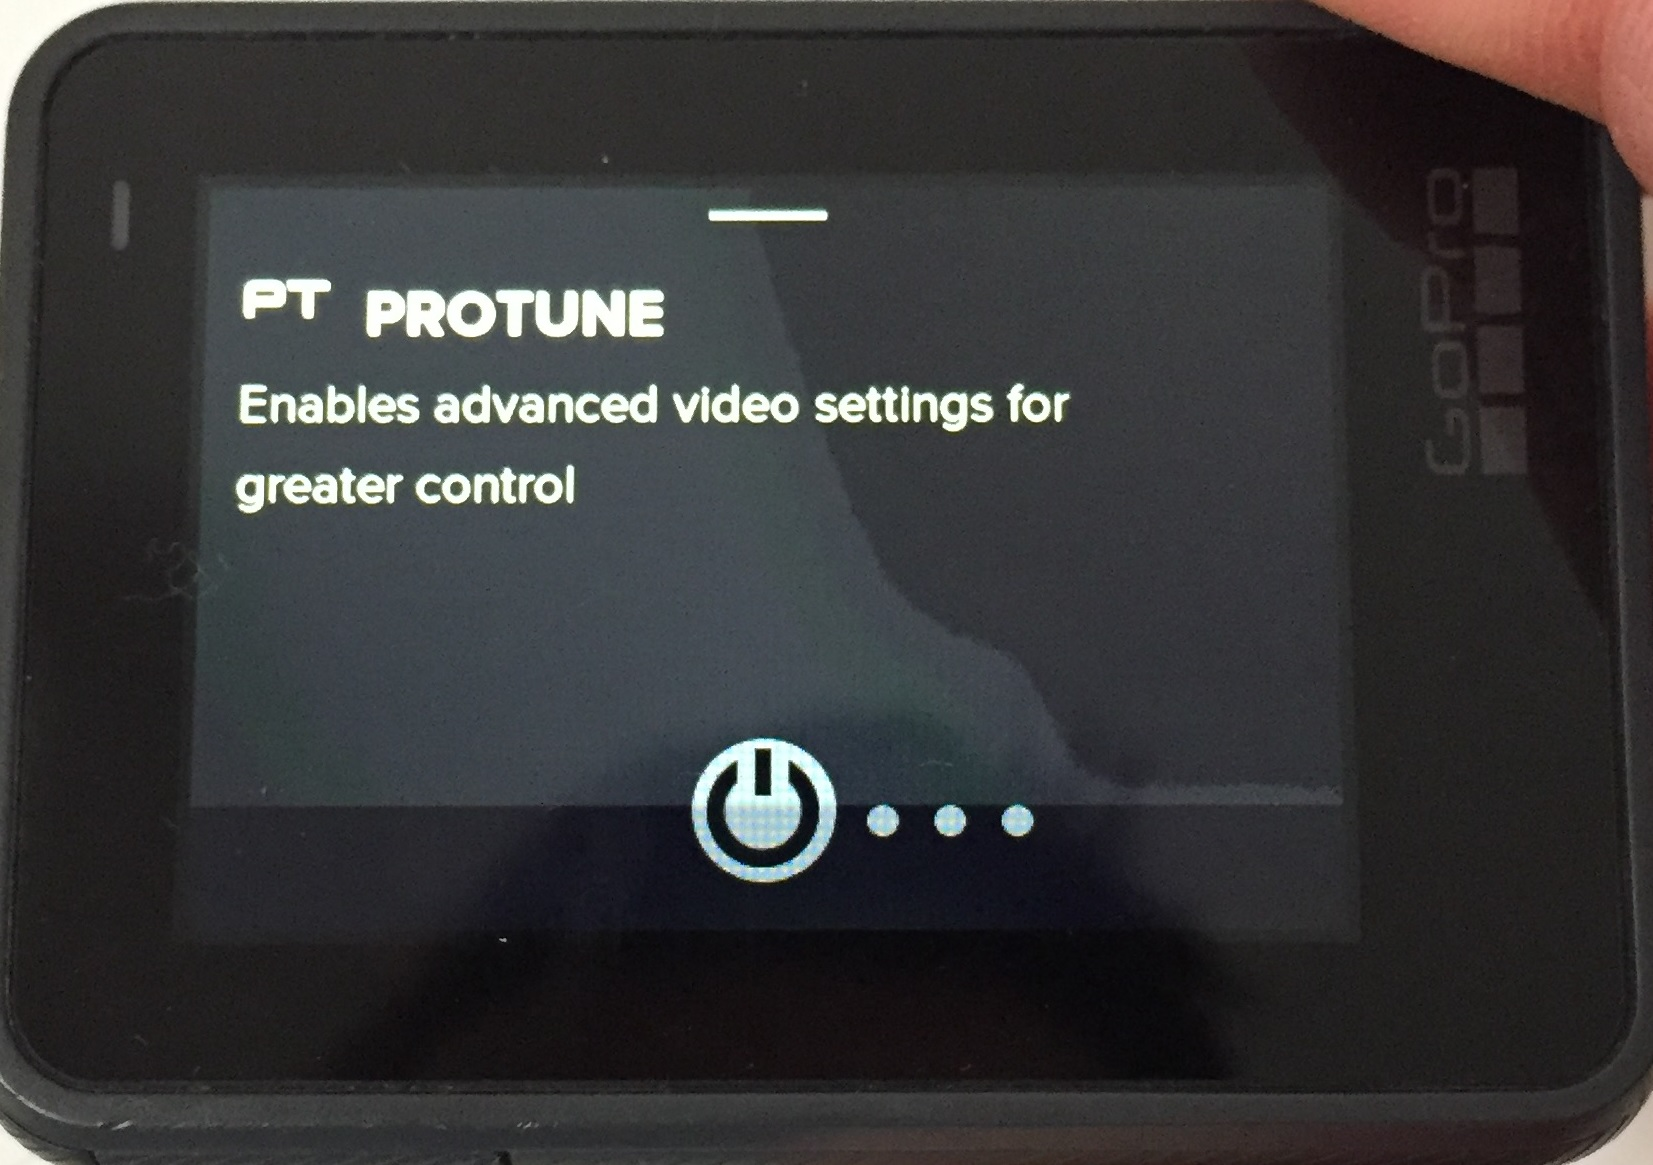 PT PROTUNE
Enables advanced video settings for
greater control
GoPro